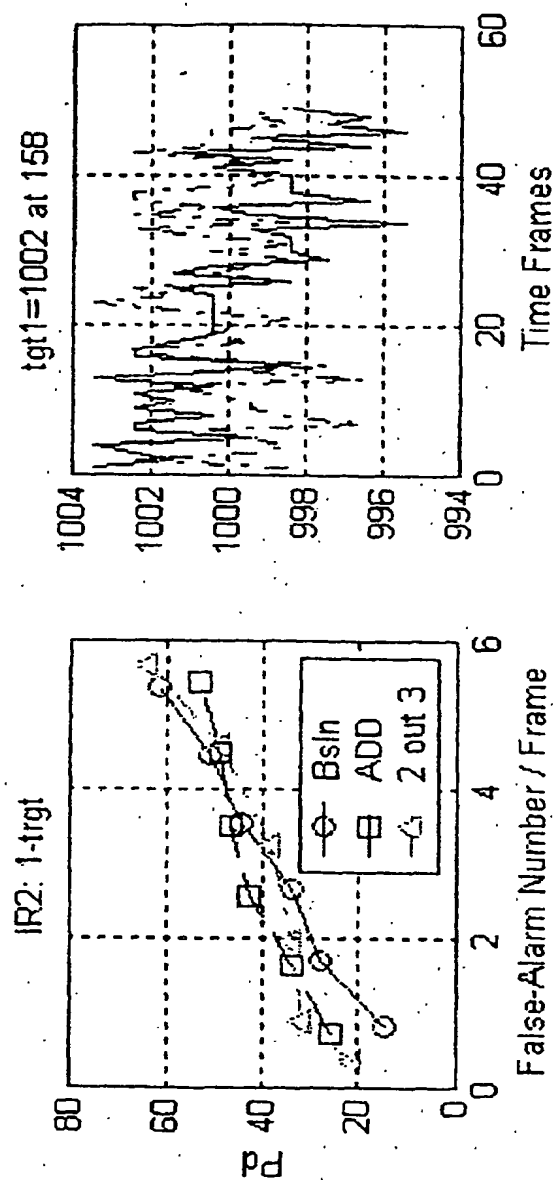 IR2: 1-trgt
Pd
80
60
40
20
0
0
2
4
6
False-Alarm Number / Frame
Bsln
ADD
2 out 3
tgt1=1002 at 158
1004
1002
1000
998
996
994
0
20
40
60
Time Frames